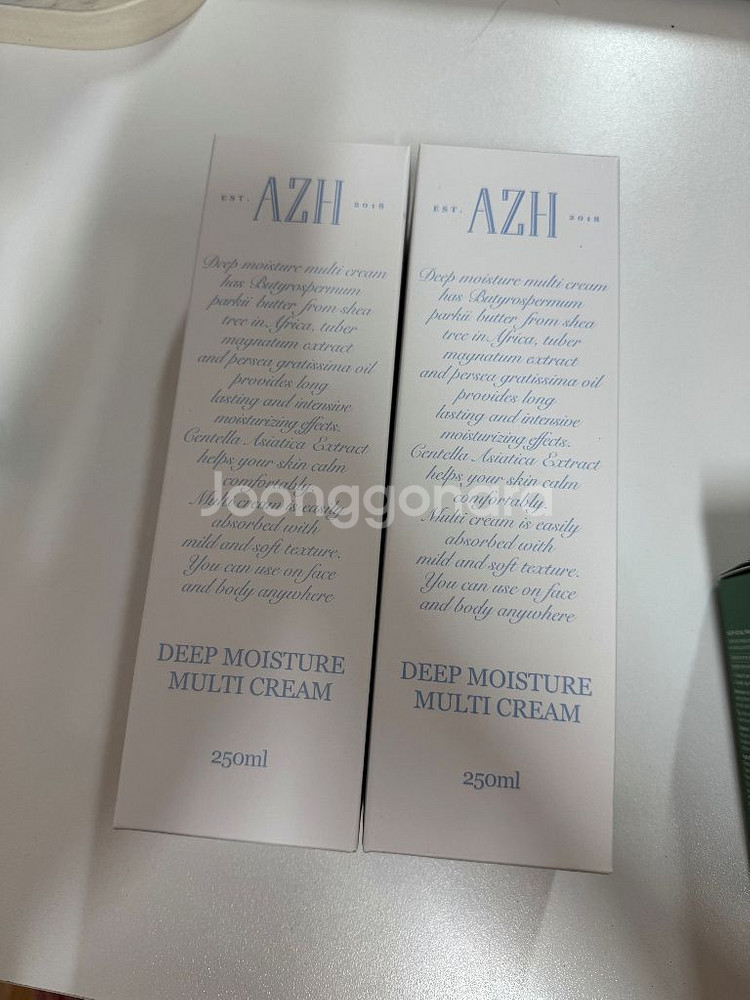 EST. AZH 2018
Deep moisture multi cream
has Butyrospermum
parkii butter from shea
tree in Africa, tuber
magnatum extract
and persea gratissima oil
provides long
lasting and intensive
moisturizing effects.
Centella Asiatica Extract
helps your skin calm
comfortably.
Multi cream is easily
absorbed with
mild and soft texture.
You can use on face
and body anywhere
DEEP MOISTURE
MULTI CREAM
250ml
EST. AZH 2018
Deep moisture multi cream
has Butyrospermum
parkii butter from shea
tree in Africa, tuber
magnatum extract
and persea gratissima oil
provides long
lasting and intensive
moisturizing effects.
Centella Asiatica Extract
helps your skin calm
comfortably.
Multi cream is easily
absorbed with
mild and soft texture.
You can use on face
and body anywhere
DEEP MOISTURE
MULTI CREAM
250ml
Joonggonara